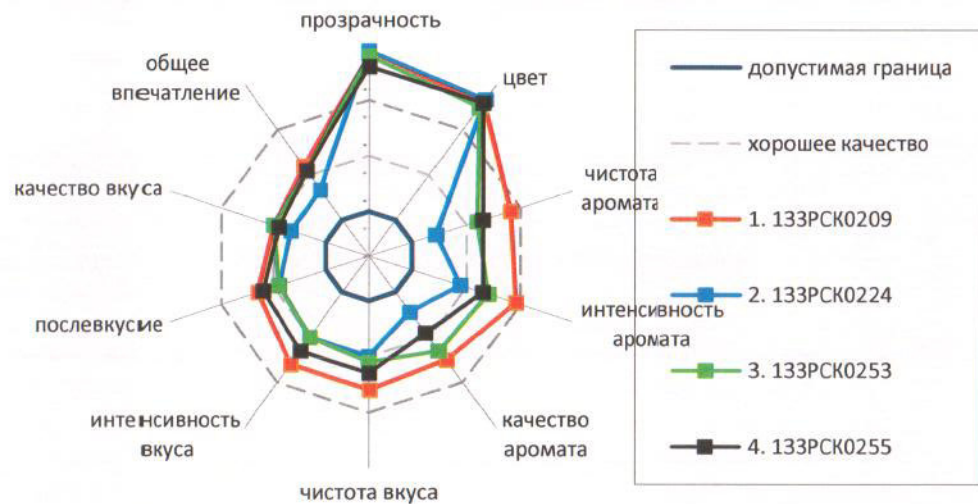 прозрачность
общее
впечатление
цвет
качество вкуса
чистота
аромата
послевкусие
интенсивность
аромата
интенсивность
вкуса
качество
аромата
чистота вкуса
допустимая граница
хорошее качество
1. 133РСК0209
2. 133РСК0224
3. 133РСК0253
4. 133РСК0255